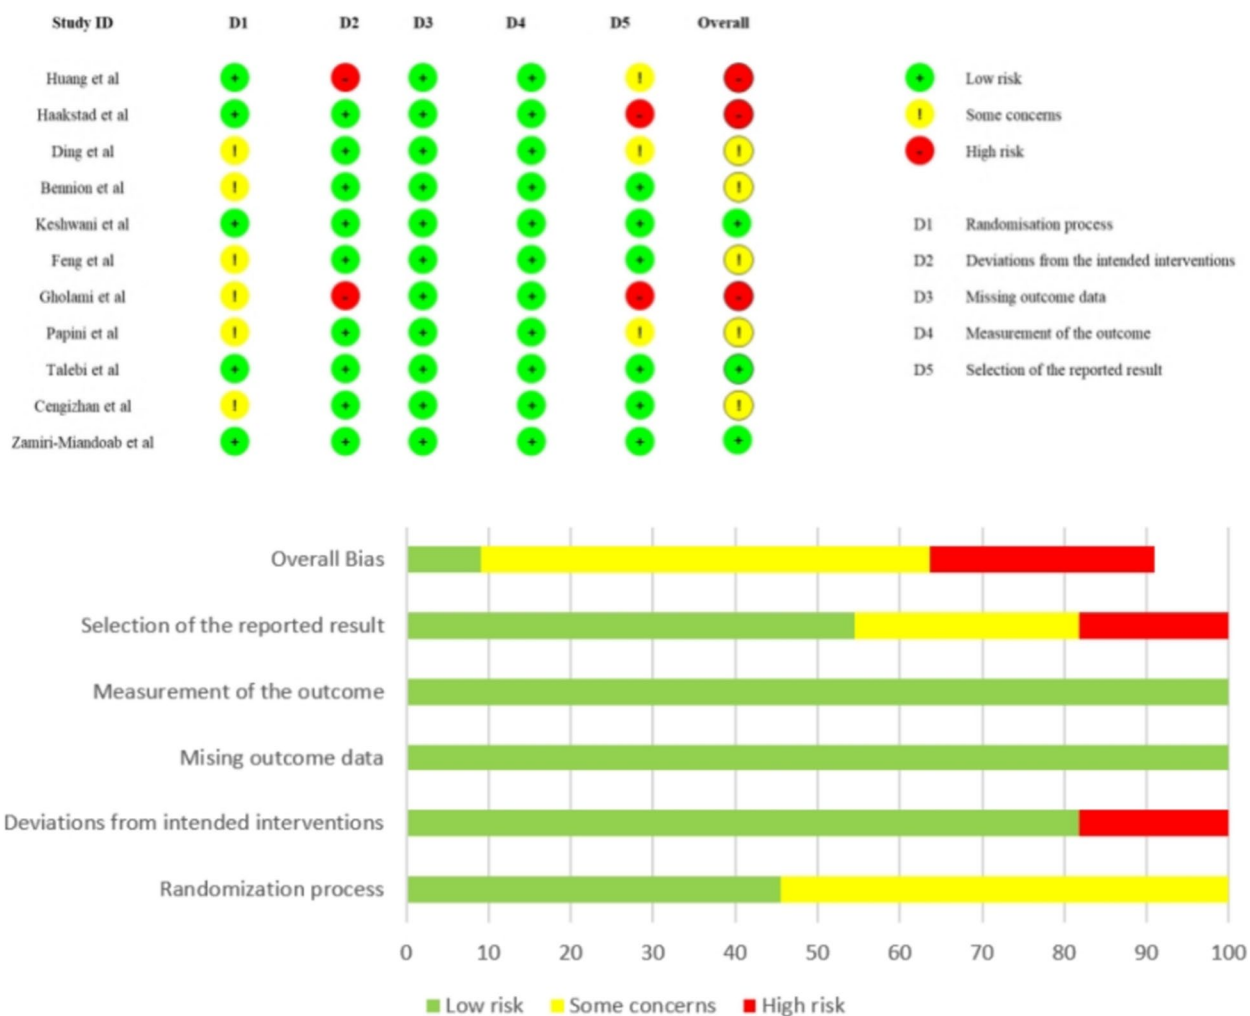 Study ID D1 D2 D3 D4 D5 Overall
Huang et al + - + + ! - + Low risk
Haakstad et al + + + + - - ! Some concerns
Ding et al ! + + + ! ! - High risk
Bennion et al ! + + + + !
Keshwani et al + + + + + + D1 Randomisation process
Feng et al ! + + + + ! D2 Deviations from the intended interventions
Gholami et al ! - + + - - D3 Missing outcome data
Papini et al ! + + + ! ! D4 Measurement of the outcome
Talebi et al + + + + + + D5 Selection of the reported result
Cengizhan et al ! + + + + !
Zamiri-Miandoab et al + + + + + +
Overall Bias
Selection of the reported result
Measurement of the outcome
Mising outcome data
Deviations from intended interventions
Randomization process
0 10 20 30 40 50 60 70 80 90 100
Low risk Some concerns High risk